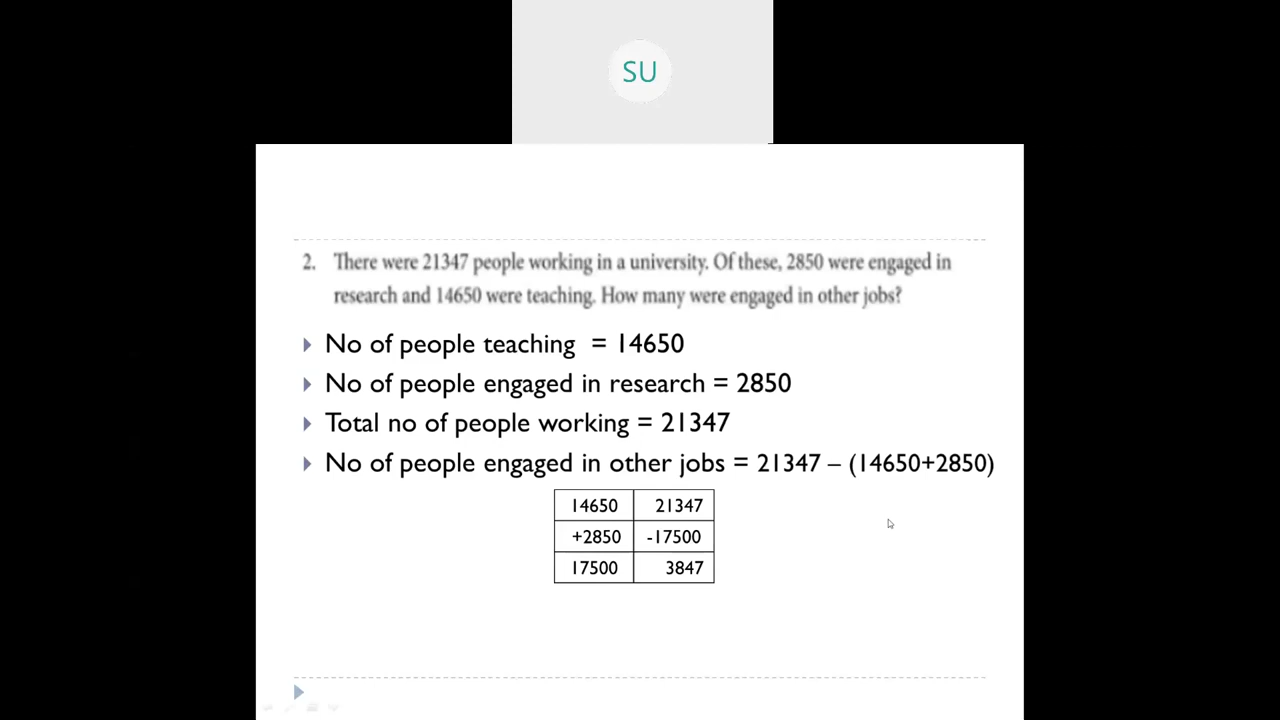 SU
2. There were 21347 people working in a university. Of these, 2850 were engaged in
research and 14650 were teaching. How many were engaged in other jobs?
No of people teaching = 14650
No of people engaged in research = 2850
Total no of people working = 21347
No of people engaged in other jobs = 21347 – (14650+2850)
14650 21347
+2850 -17500
17500 3847